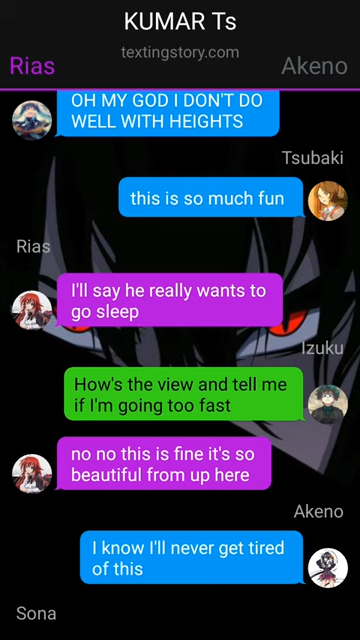 KUMAR Ts
textingstory.com
Rias
Akeno
OH MY GOD I DON'T DO
WELL WITH HEIGHTS
Tsubaki
this is so much fun
Rias
I'll say he really wants to
go sleep
Izuku
How's the view and tell me
if I'm going too fast
no no this is fine it's so
beautiful from up here
Akeno
I know I'll never get tired
of this
Sona